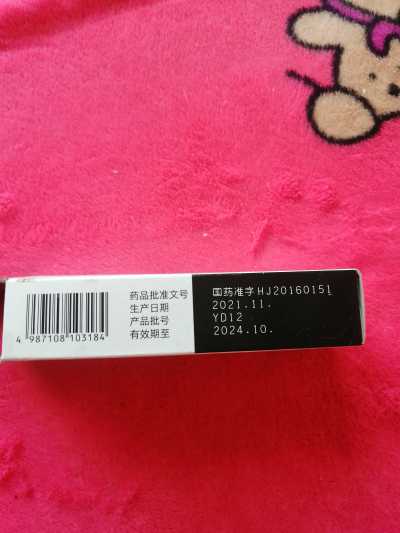 药品批准文号 国药准字HJ20160151
生产日期 2021.11.
产品批号 YD12
有效期至 2024.10.
4 987108 103184